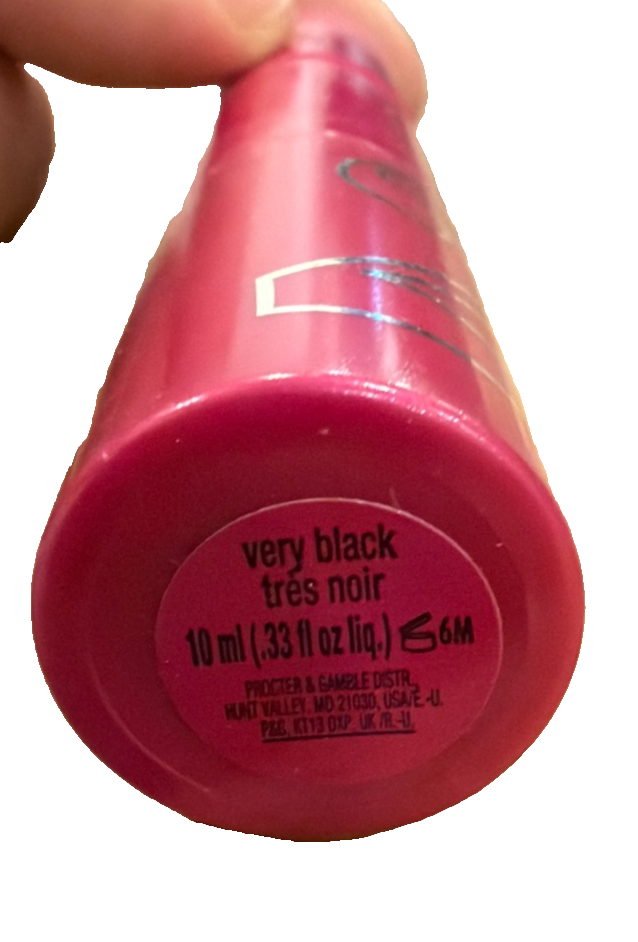 very black
très noir
10 ml (.33 fl oz liq.) 6M
PROCTER & GAMBLE DISTR.,
HUNT VALLEY, MD 21030, USA/E.-U.
P&G, KT13 0XP. UK /R.-U.